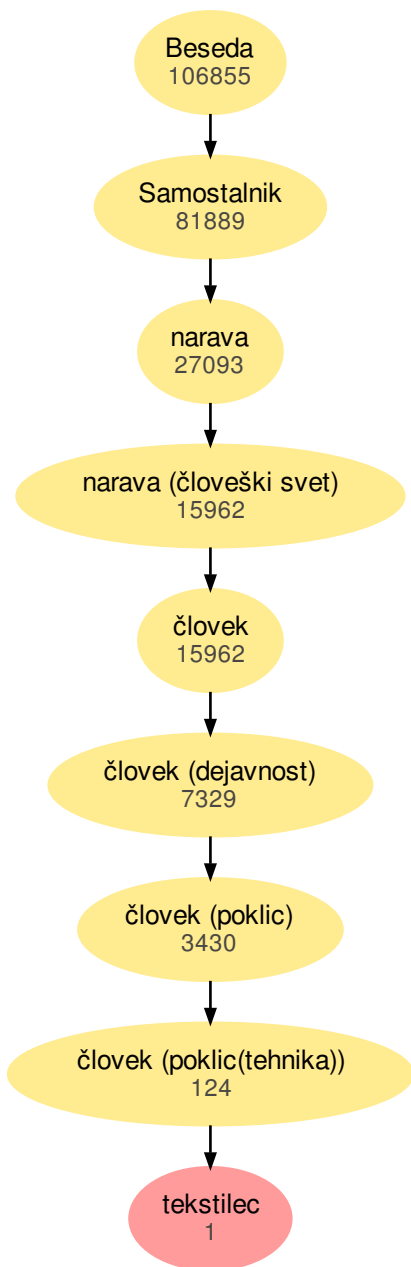 Beseda
106855
Samostalnik
81889
narava
27093
narava (človeški svet)
15962
človek
15962
človek (dejavnost)
7329
človek (poklic)
3430
človek (poklic(tehnika))
124
tekstilec
1